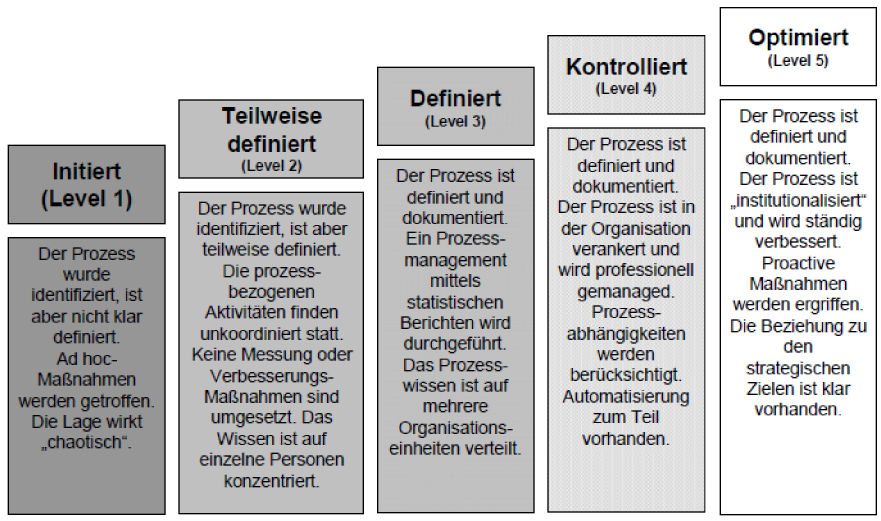 Initiert
(Level 1)
Der Prozess
wurde
identifiziert, ist
aber nicht klar
definiert.
Ad hoc-
Maßnahmen
werden getroffen.
Die Lage wirkt
„chaotisch“.
Teilweise
definiert
(Level 2)
Der Prozess wurde
identifiziert, ist aber
teilweise definiert.
Die prozess-
bezogenen
Aktivitäten finden
unkoordiniert statt.
Keine Messung oder
Verbesserungs-
Maßnahmen sind
umgesetzt. Das
Wissen ist auf
einzelne Personen
konzentriert.
Definiert
(Level 3)
Der Prozess ist
definiert und
dokumentiert.
Ein Prozess-
management
mittels
statistischen
Berichten wird
durchgeführt.
Das Prozess-
wissen ist auf
mehrere
Organisations-
einheiten verteilt.
Kontrolliert
(Level 4)
Der Prozess ist
definiert und
dokumentiert.
Der Prozess ist in
der Organisation
verankert und
wird professionell
gemanaged.
Prozess-
abhängigkeiten
werden
berücksichtigt.
Automatisierung
zum Teil
vorhanden.
Optimiert
(Level 5)
Der Prozess ist
definiert und
dokumentiert.
Der Prozess ist
„institutionalisiert“
und wird ständig
verbessert.
Proactive
Maßnahmen
werden ergriffen.
Die Beziehung zu
den
strategischen
Zielen ist klar
vorhanden.